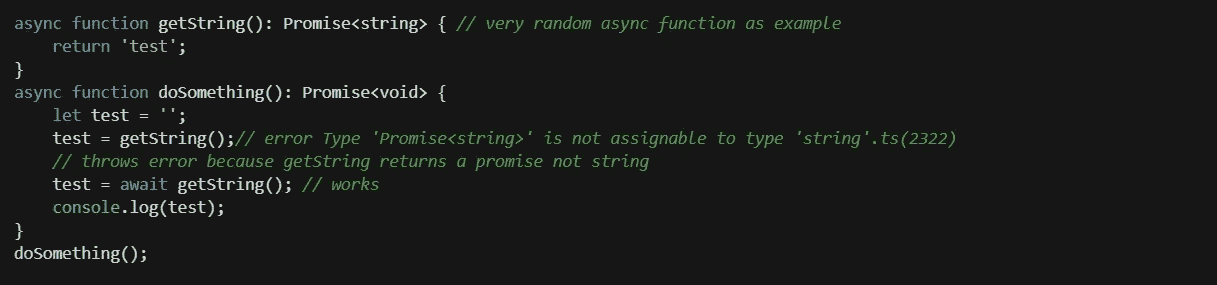 async function getString(): Promise<string> { // very random async function as example
    return 'test';
}
async function doSomething(): Promise<void> {
    let test = '';
    test = getString();// error Type 'Promise<string>' is not assignable to type 'string'.ts(2322)
    // throws error because getString returns a promise not string
    test = await getString(); // works
    console.log(test);
}
doSomething();